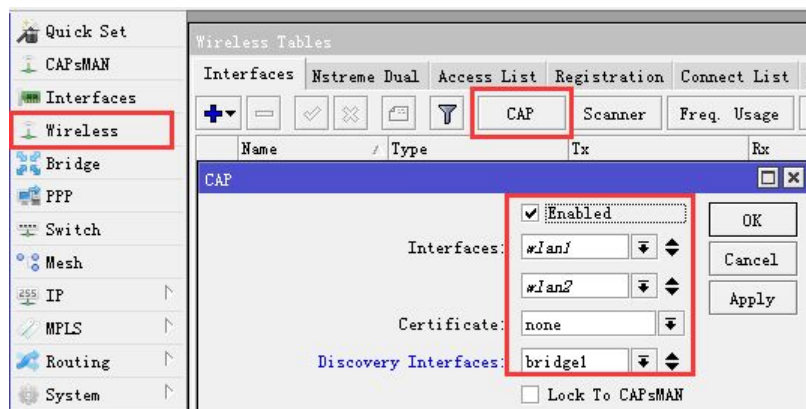 Quick Set
CAPsMAN
Interfaces
Wireless
Bridge
PPP
Switch
Mesh
255 IP
MPLS
Routing
System
Wireless Tables
Interfaces Nstreme Dual Access List Registration Connect List
CAP Scanner Freq. Usage
Name / Type Tx Rx
CAP
Enabled
OK
Interfaces: wlan1
Cancel
wlan2
Apply
Certificate: none
Discovery Interfaces: bridge1
Lock To CAPsMAN